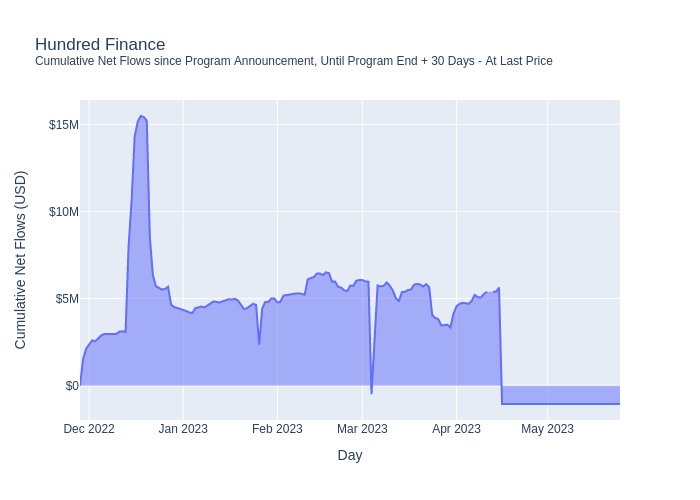 Hundred Finance
Cumulative Net Flows since Program Announcement, Until Program End + 30 Days - At Last Price
Cumulative Net Flows (USD)
$15M
$10M
$5M
$0
Dec 2022 Jan 2023 Feb 2023 Mar 2023 Apr 2023 May 2023
Day